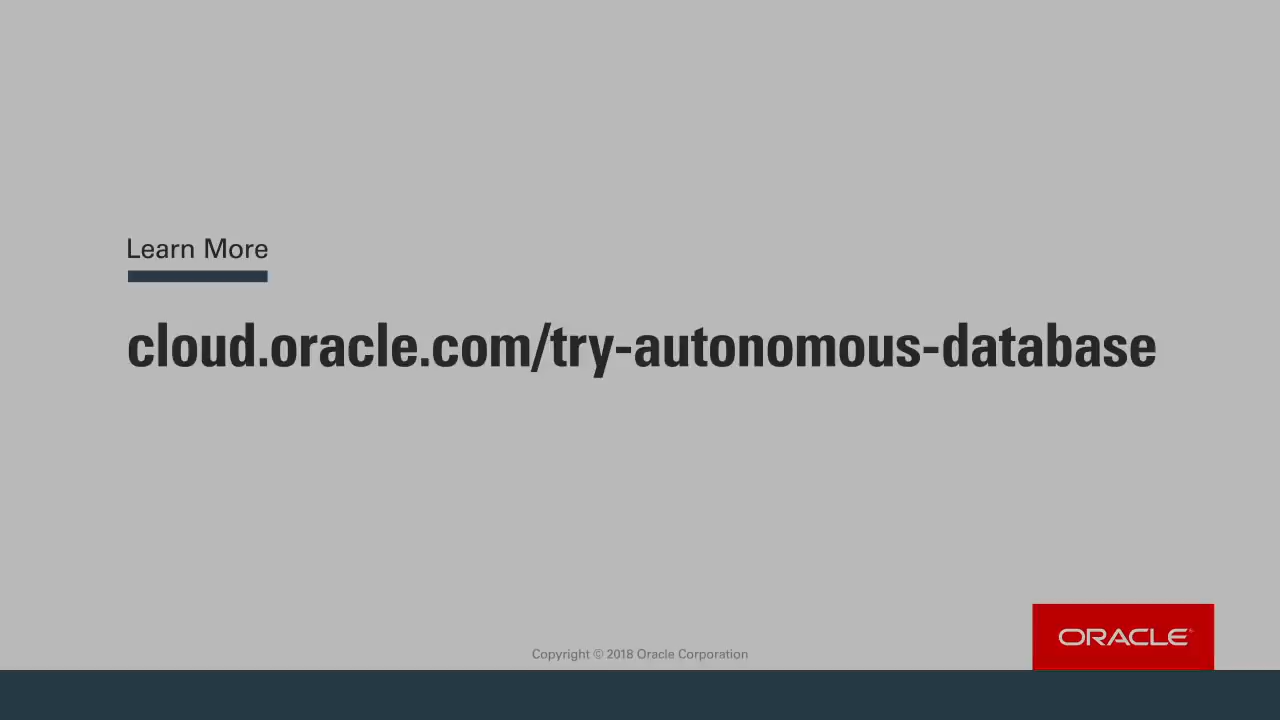 Learn More
cloud.oracle.com/try-autonomous-database
ORACLE®
Copyright © 2018 Oracle Corporation